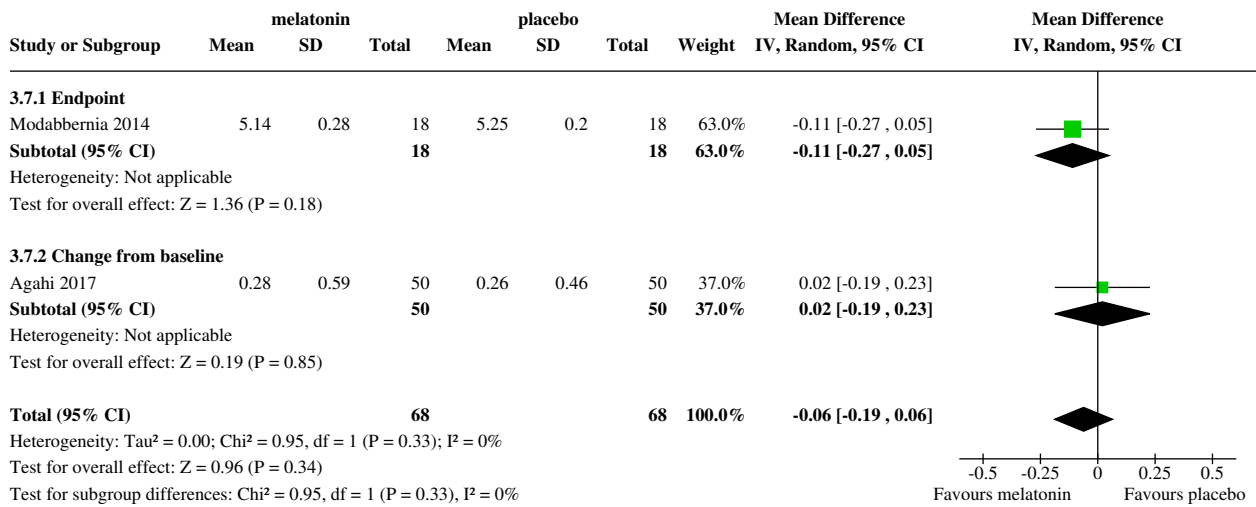 melatonin placebo Mean Difference Mean Difference
Study or Subgroup Mean SD Total Mean SD Total Weight IV, Random, 95% CI IV, Random, 95% CI
3.7.1 Endpoint
Modabbernia 2014 5.14 0.28 18 5.25 0.2 18 63.0% -0.11 [-0.27 , 0.05]
Subtotal (95% CI) 18 18 63.0% -0.11 [-0.27 , 0.05]
Heterogeneity: Not applicable
Test for overall effect: Z = 1.36 (P = 0.18)
3.7.2 Change from baseline
Agahi 2017 0.28 0.59 50 0.26 0.46 50 37.0% 0.02 [-0.19 , 0.23]
Subtotal (95% CI) 50 50 37.0% 0.02 [-0.19 , 0.23]
Heterogeneity: Not applicable
Test for overall effect: Z = 0.19 (P = 0.85)
Total (95% CI) 68 68 100.0% -0.06 [-0.19 , 0.06]
Heterogeneity: Tau² = 0.00; Chi² = 0.95, df = 1 (P = 0.33); I² = 0%
Test for overall effect: Z = 0.96 (P = 0.34)
Test for subgroup differences: Chi² = 0.95, df = 1 (P = 0.33), I² = 0%
-0.5 -0.25 0 0.25 0.5
Favours melatonin Favours placebo